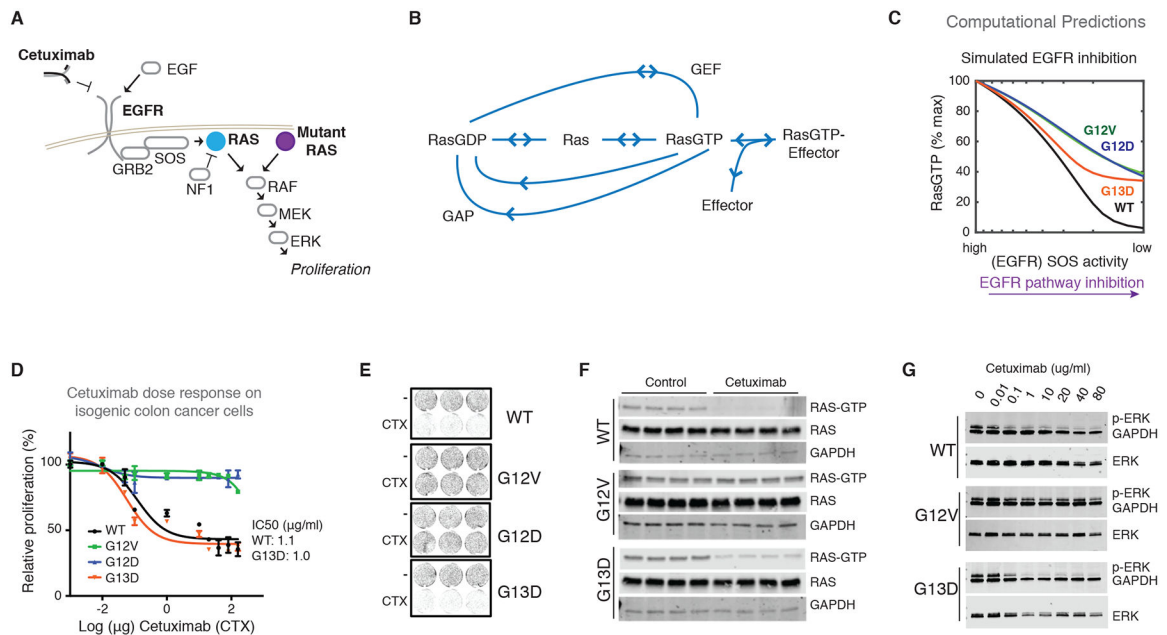 A
Cetuximab
EGF
EGFR
RAS
Mutant
RAS
SOS
GRB2
NF1
RAF
MEK
ERK
Proliferation
B
GEF
RasGDP
Ras
RasGTP
RasGTP-
Effector
GAP
Effector
C
Computational Predictions
Simulated EGFR inhibition
RasGTP (% max)
100
80
60
40
20
0
G12V
G12D
G13D
WT
high
low
(EGFR) SOS activity
EGFR pathway inhibition
D
Cetuximab dose response on
isogenic colon cancer cells
Relative proliferation (%)
100
50
0
WT
G12V
G12D
G13D
IC50 (µg/ml)
WT: 1.1
G13D: 1.0
-2
0
2
Log (µg) Cetuximab (CTX)
E
-
CTX
WT
-
CTX
G12V
-
CTX
G12D
-
CTX
G13D
F
Control
Cetuximab
WT
RAS-GTP
RAS
GAPDH
G12V
RAS-GTP
RAS
GAPDH
G13D
RAS-GTP
RAS
GAPDH
G
Cetuximab (ug/ml)
0
0.01
0.1
1
10
20
40
80
WT
p-ERK
GAPDH
ERK
G12V
p-ERK
GAPDH
ERK
G13D
p-ERK
GAPDH
ERK